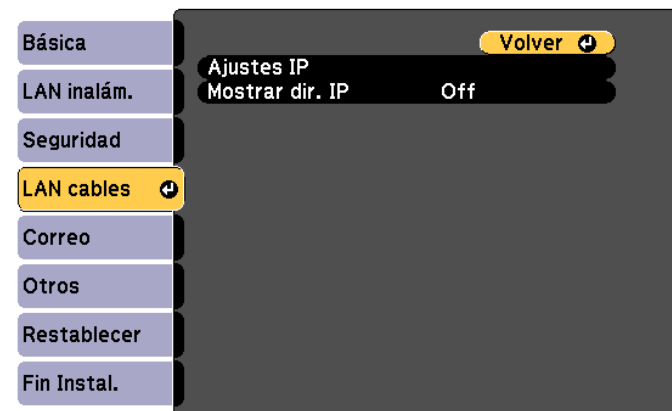 Básica
LAN inalám.
Seguridad
LAN cables
Correo
Otros
Restablecer
Fin Instal.
Volver
Ajustes IP
Mostrar dir. IP Off